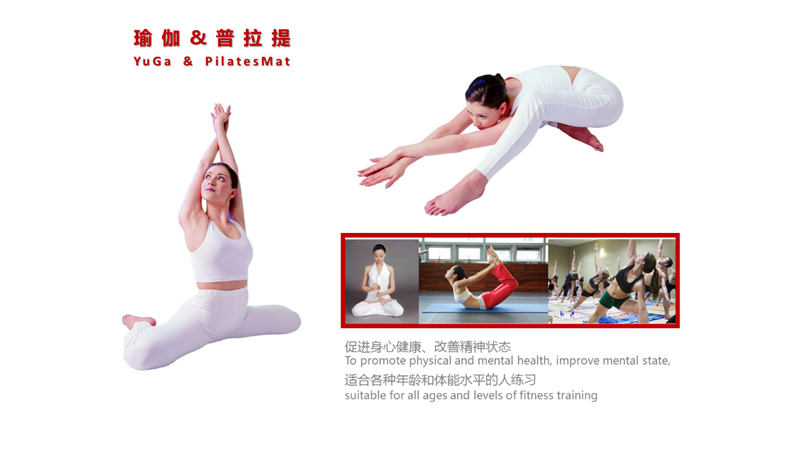 瑜伽&普拉提
YuGa & PilatesMat
促进身心健康、改善精神状态
To promote physical and mental health, improve mental state,
适合各种年龄和体能水平的人练习
suitable for all ages and levels of fitness training